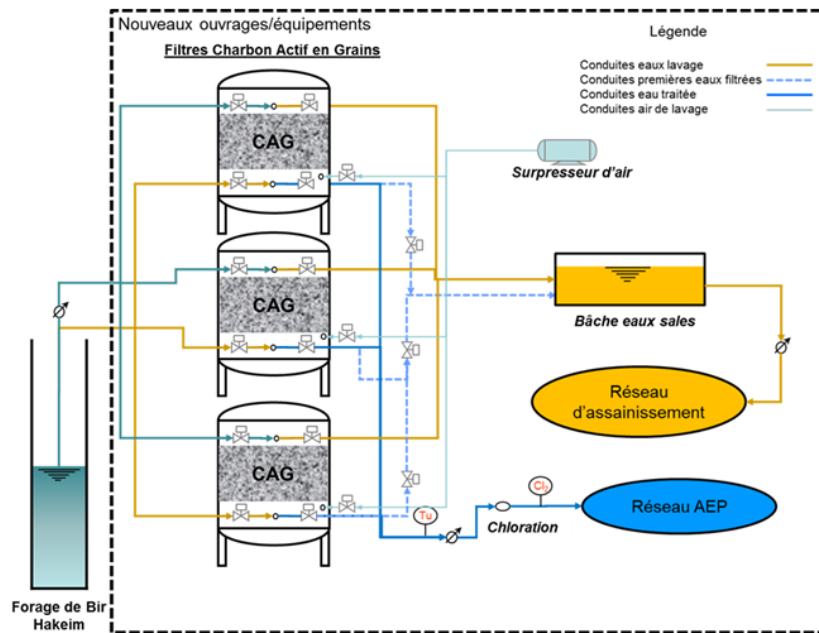 Nouveaux ouvrages/équipements
Filtres Charbon Actif en Grains
Légende
Conduites eaux lavage
Conduites premières eaux filtrées
Conduites eau traitée
Conduites air de lavage
CAG
Surpresseur d'air
CAG
Bâche eaux sales
Réseau
d'assainissement
CAG
Tu
Cl₂
Chloration
Réseau AEP
Forage de Bir
Hakeim